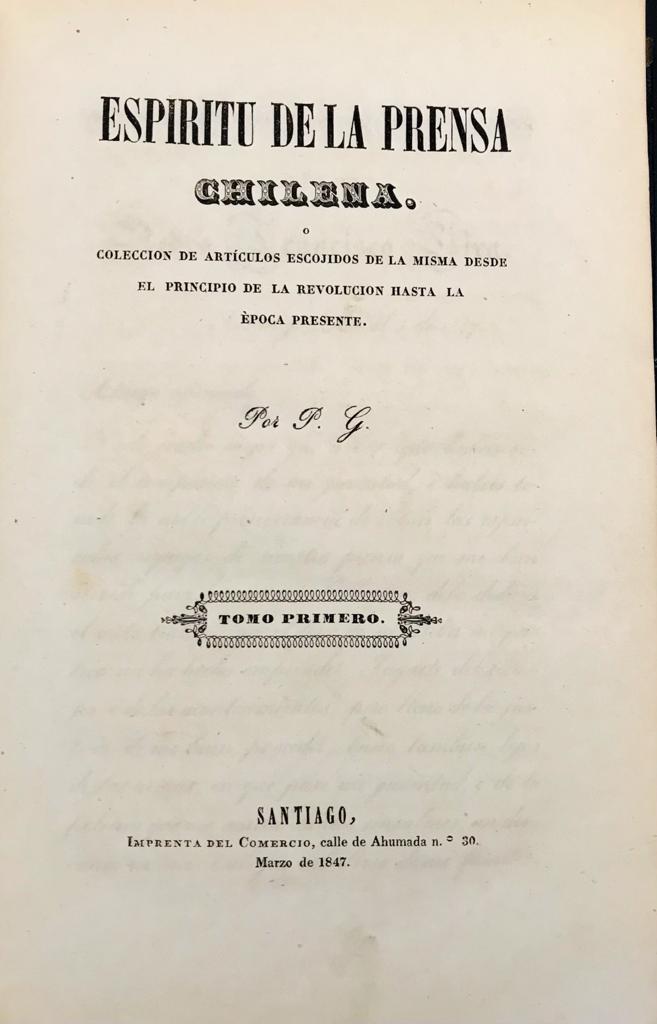 ESPIRITU DE LA PRENSA
CHILENA.
O
COLECCION DE ARTÍCULOS ESCOJIDOS DE LA MISMA DESDE
EL PRINCIPIO DE LA REVOLUCION HASTA LA
ÈPOCA PRESENTE.
Por P. G.
TOMO PRIMERO.
SANTIAGO,
IMPRENTA DEL COMERCIO, calle de Ahumada n.º 30.
Marzo de 1847.